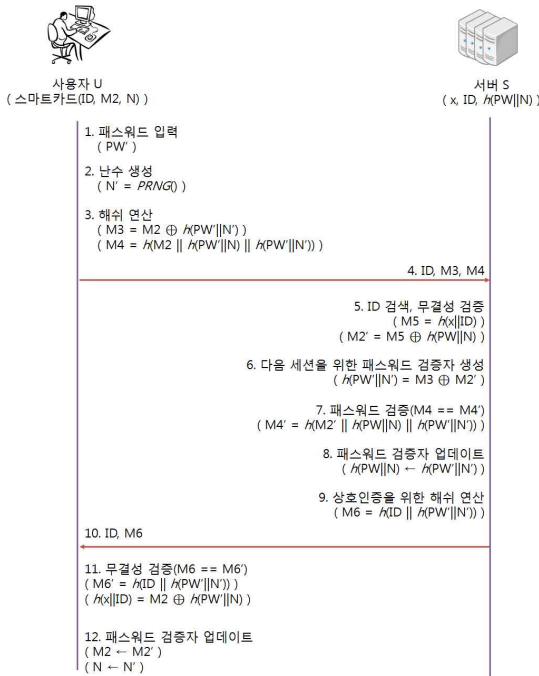 사용자 U
( 스마트카드(ID, M2, N) )
서버 S
( x, ID, h(PW||N) )
1. 패스워드 입력
( PW′ )
2. 난수 생성
( N′ = PRNG() )
3. 해쉬 연산
( M3 = M2 ⊕ h(PW′||N′) )
( M4 = h(M2 || h(PW′||N) || h(PW′||N′)) )
4. ID, M3, M4
5. ID 검색, 무결성 검증
( M5 = h(x||ID) )
( M2′ = M5 ⊕ h(PW||N) )
6. 다음 세션을 위한 패스워드 검증자 생성
( h(PW′||N′) = M3 ⊕ M2′ )
7. 패스워드 검증(M4 == M4′)
( M4′ = h(M2′ || h(PW||N) || h(PW′||N′)) )
8. 패스워드 검증자 업데이트
( h(PW||N) ← h(PW′||N′) )
9. 상호인증을 위한 해쉬 연산
( M6 = h(ID || h(PW′||N′)) )
10. ID, M6
11. 무결성 검증(M6 == M6′)
( M6′ = h(ID || h(PW′||N′)) )
( h(x||ID) = M2 ⊕ h(PW′||N) )
12. 패스워드 검증자 업데이트
( M2 ← M2′ )
( N ← N′ )